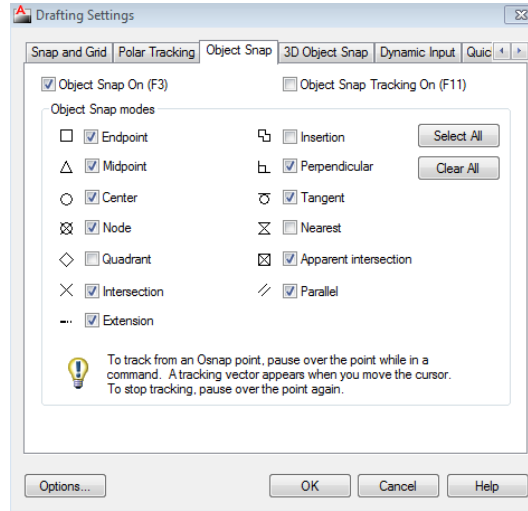 Drafting Settings
Snap and Grid Polar Tracking Object Snap 3D Object Snap Dynamic Input Quic
Object Snap On (F3) Object Snap Tracking On (F11)
Object Snap modes
Endpoint Insertion Select All
Midpoint Perpendicular Clear All
Center Tangent
Node Nearest
Quadrant Apparent intersection
Intersection Parallel
Extension
To track from an Osnap point, pause over the point while in a
command. A tracking vector appears when you move the cursor.
To stop tracking, pause over the point again.
Options... OK Cancel Help